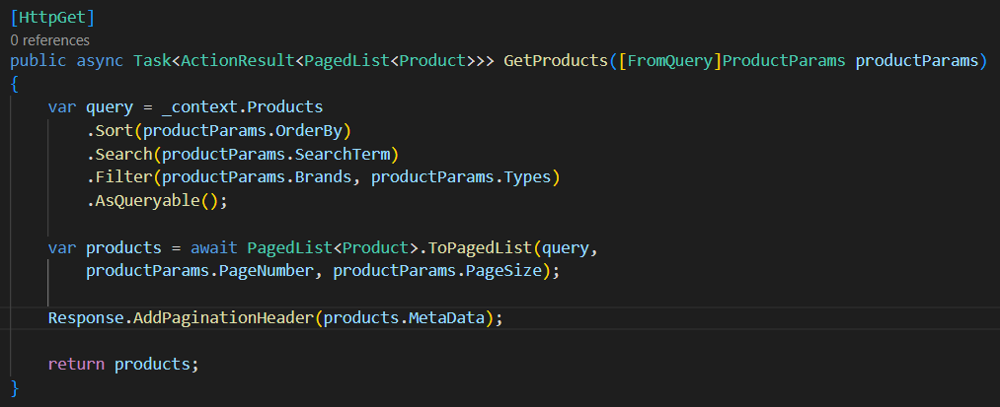 [HttpGet]
0 references
public async Task<ActionResult<PagedList<Product>>> GetProducts([FromQuery]ProductParams productParams)
{
    var query = _context.Products
        .Sort(productParams.OrderBy)
        .Search(productParams.SearchTerm)
        .Filter(productParams.Brands, productParams.Types)
        .AsQueryable();
    var products = await PagedList<Product>.ToPagedList(query,
        productParams.PageNumber, productParams.PageSize);
    Response.AddPaginationHeader(products.MetaData);
    return products;
}